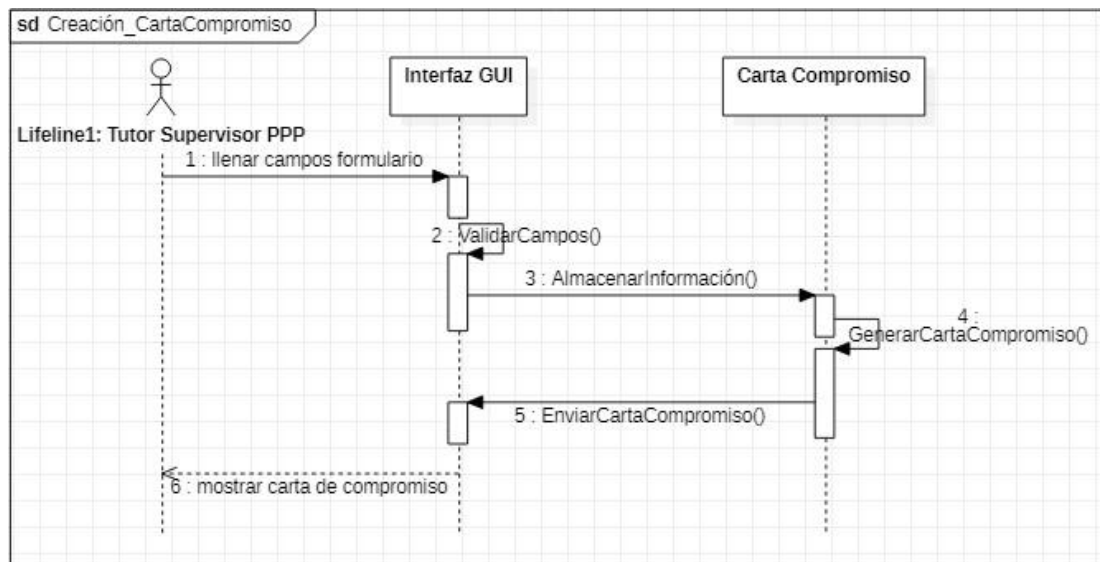 sd Creación_CartaCompromiso
Interfaz GUI
Carta Compromiso
Lifeline1: Tutor Supervisor PPP
1 : llenar campos formulario
2 : ValidarCampos()
3 : AlmacenarInformación()
4 :
GenerarCartaCompromiso()
5 : EnviarCartaCompromiso()
6 : mostrar carta de compromiso